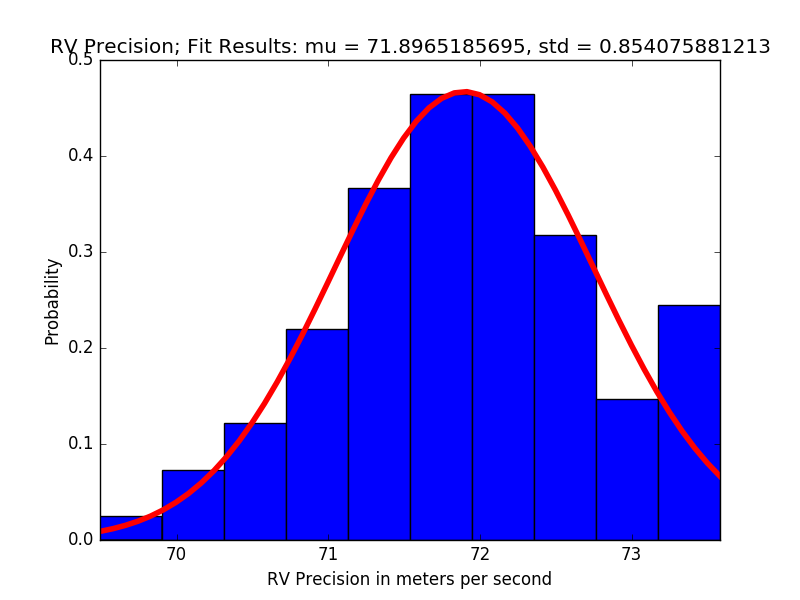 RV Precision; Fit Results: mu = 71.8965185695, std = 0.854075881213
0.5
0.4
0.3
0.2
0.1
0.0
Probability
70 71 72 73
RV Precision in meters per second